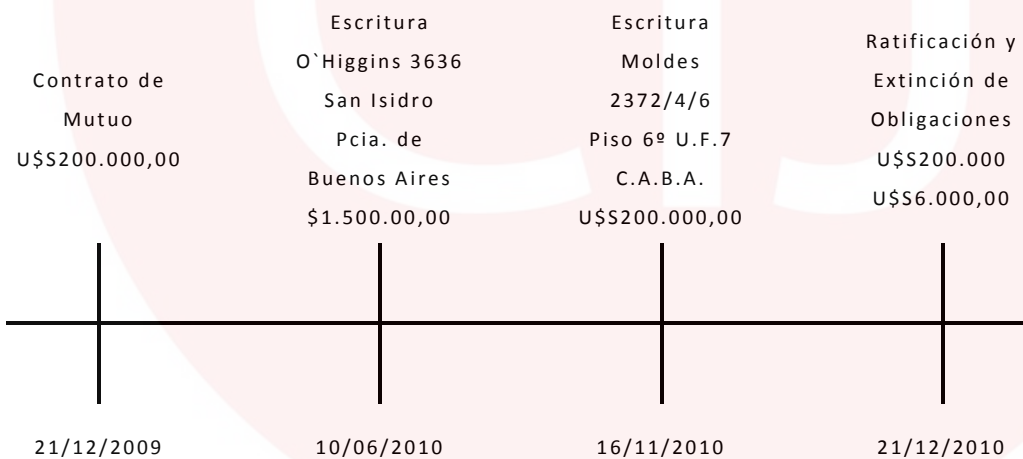 Contrato de
Mutuo
U$S200.000,00
Escritura
O`Higgins 3636
San Isidro
Pcia. de
Buenos Aires
$1.500.00,00
Escritura
Moldes
2372/4/6
Piso 6º U.F.7
C.A.B.A.
U$S200.000,00
Ratificación y
Extinción de
Obligaciones
U$S200.000
U$S6.000,00
21/12/2009
10/06/2010
16/11/2010
21/12/2010